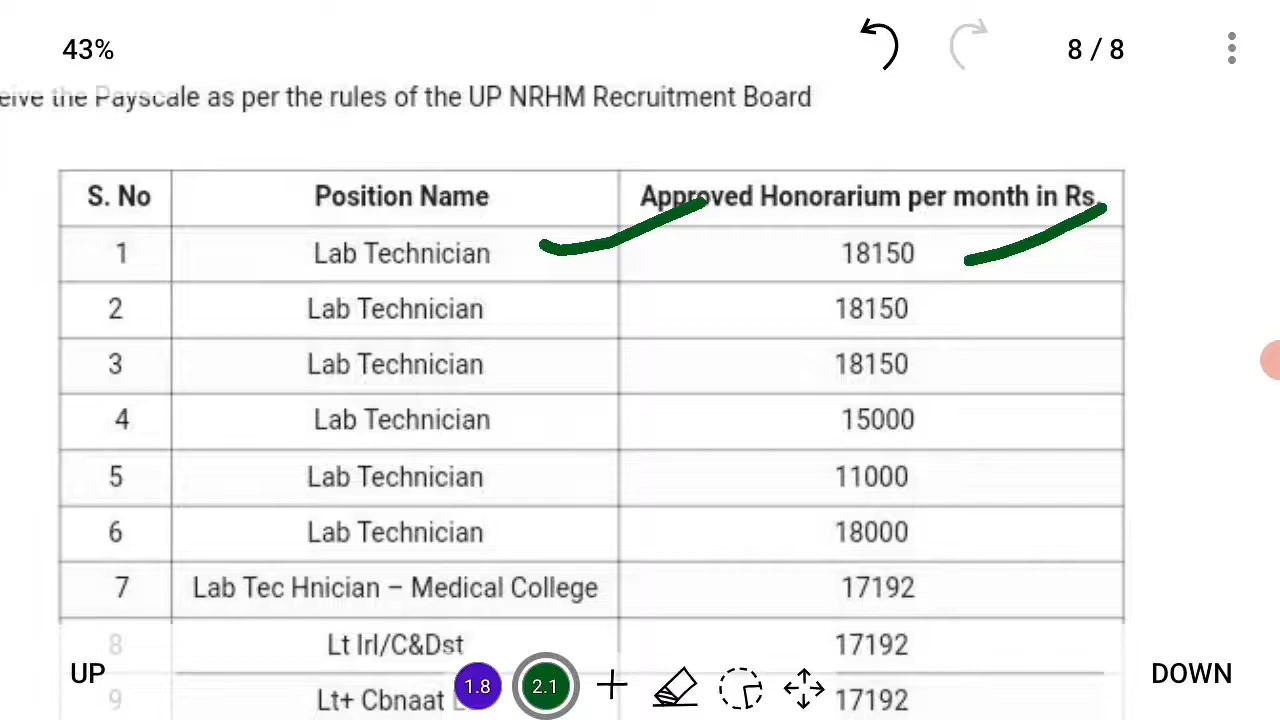 43% 8 / 8
eive the Payscale as per the rules of the UP NRHM Recruitment Board
S. No Position Name Approved Honorarium per month in Rs.
1 Lab Technician 18150
2 Lab Technician 18150
3 Lab Technician 18150
4 Lab Technician 15000
5 Lab Technician 11000
6 Lab Technician 18000
7 Lab Tec Hnician – Medical College 17192
8 Lt Irl/C&Dst 17192
UP 1.8 2.1 DOWN
9 Lt+ Cbnaat 17192